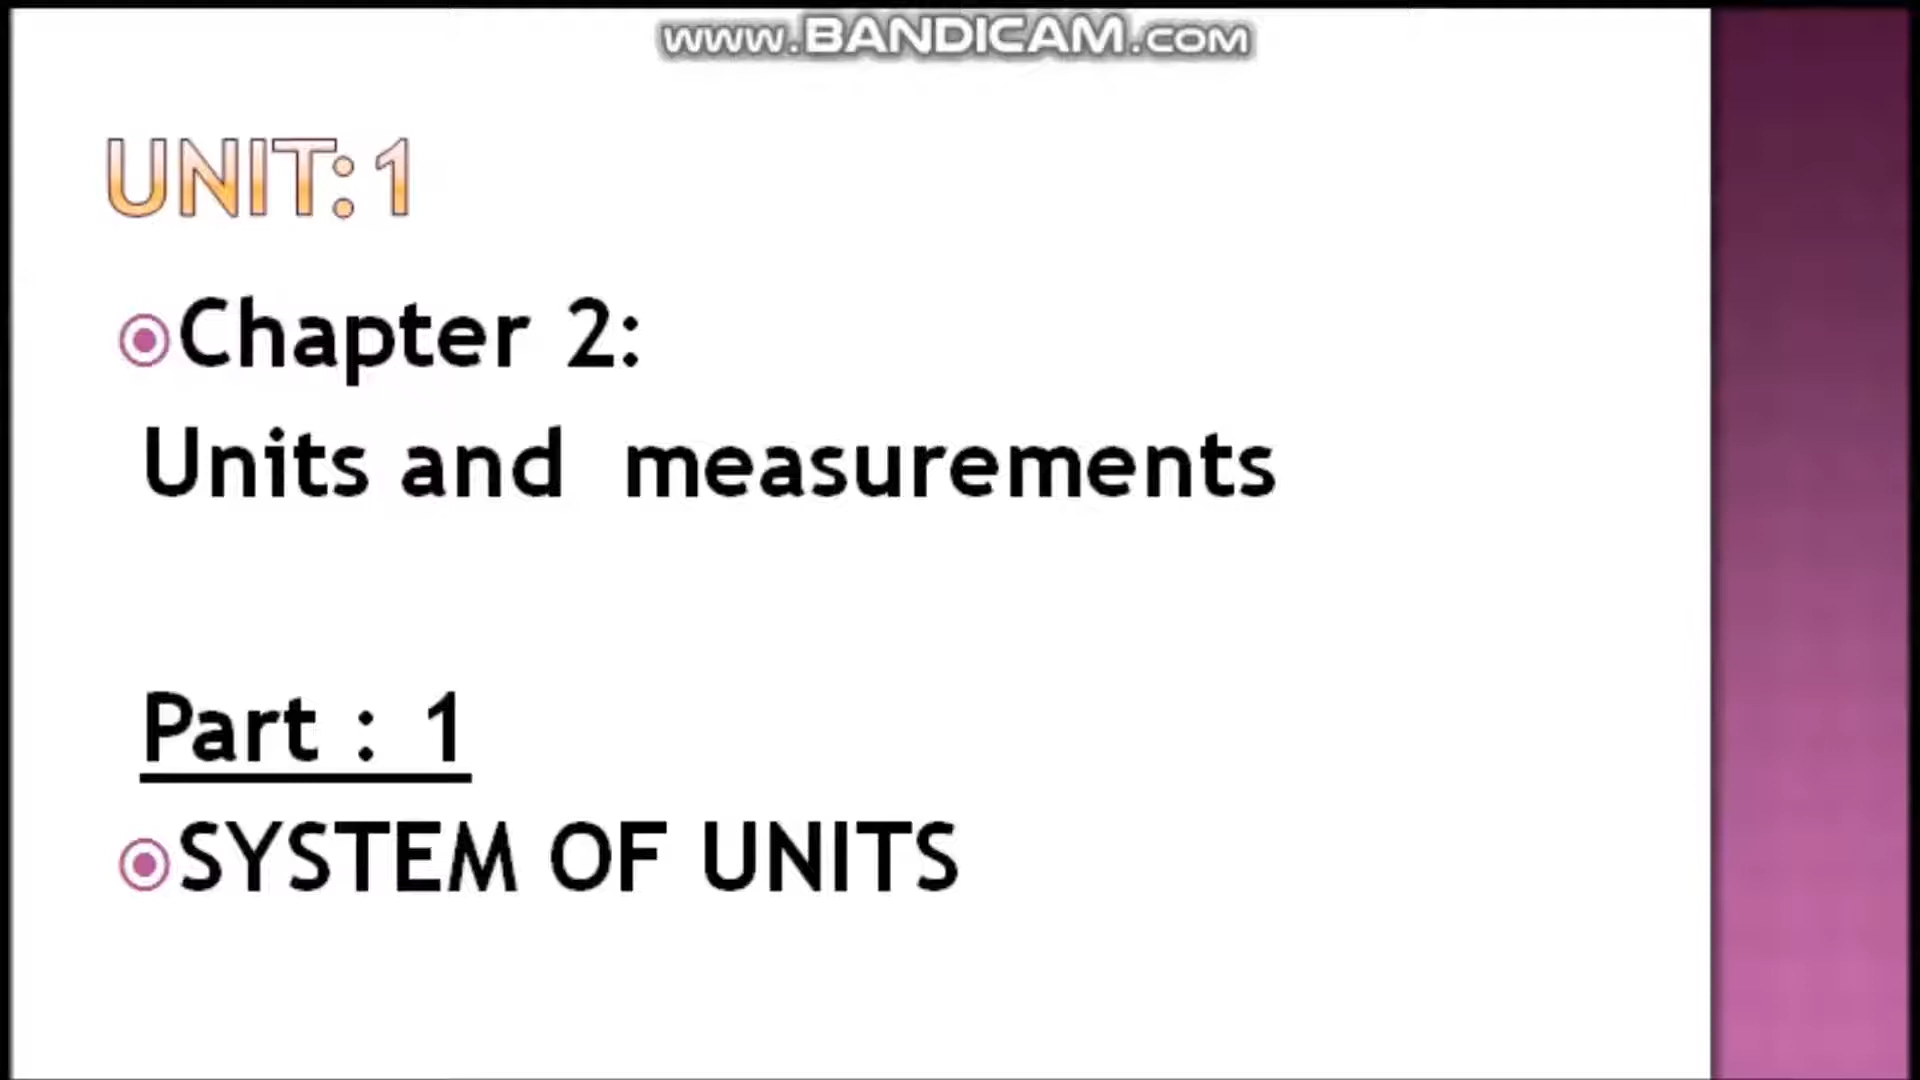 www.BANDICAM.com
UNIT: 1
Chapter 2:
Units and measurements
Part : 1
SYSTEM OF UNITS